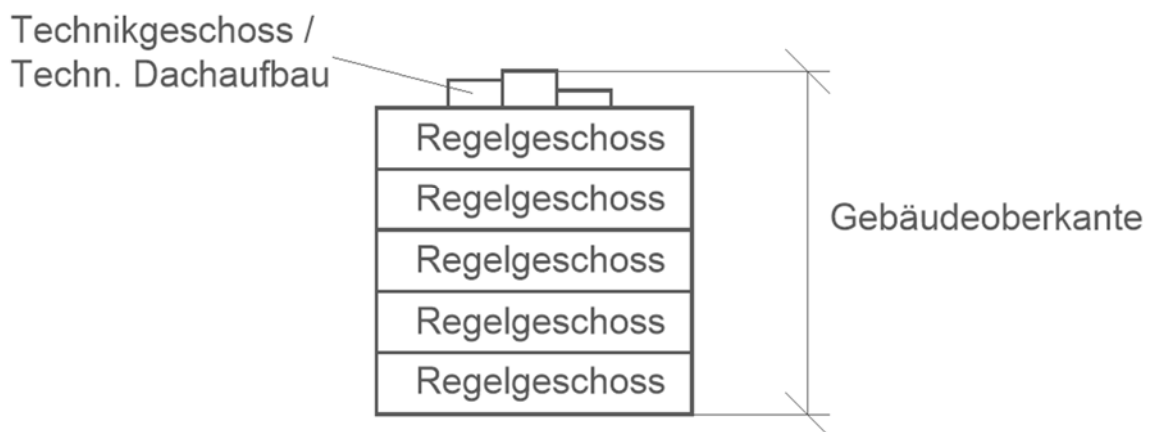 Technikgeschoss /
Techn. Dachaufbau
Regelgeschoss
Regelgeschoss
Regelgeschoss
Regelgeschoss
Regelgeschoss
Gebäudeoberkante